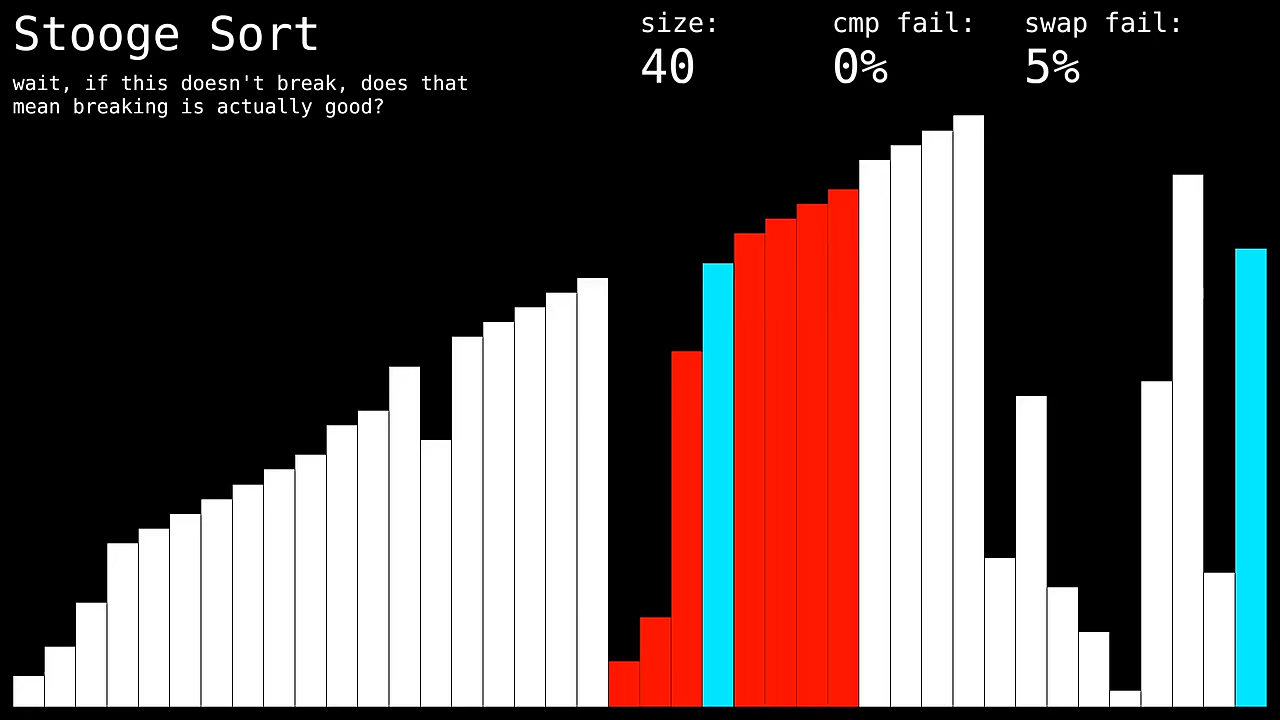 Stooge Sort
wait, if this doesn't break, does that
mean breaking is actually good?
size:
40
cmp fail:
0%
swap fail:
5%